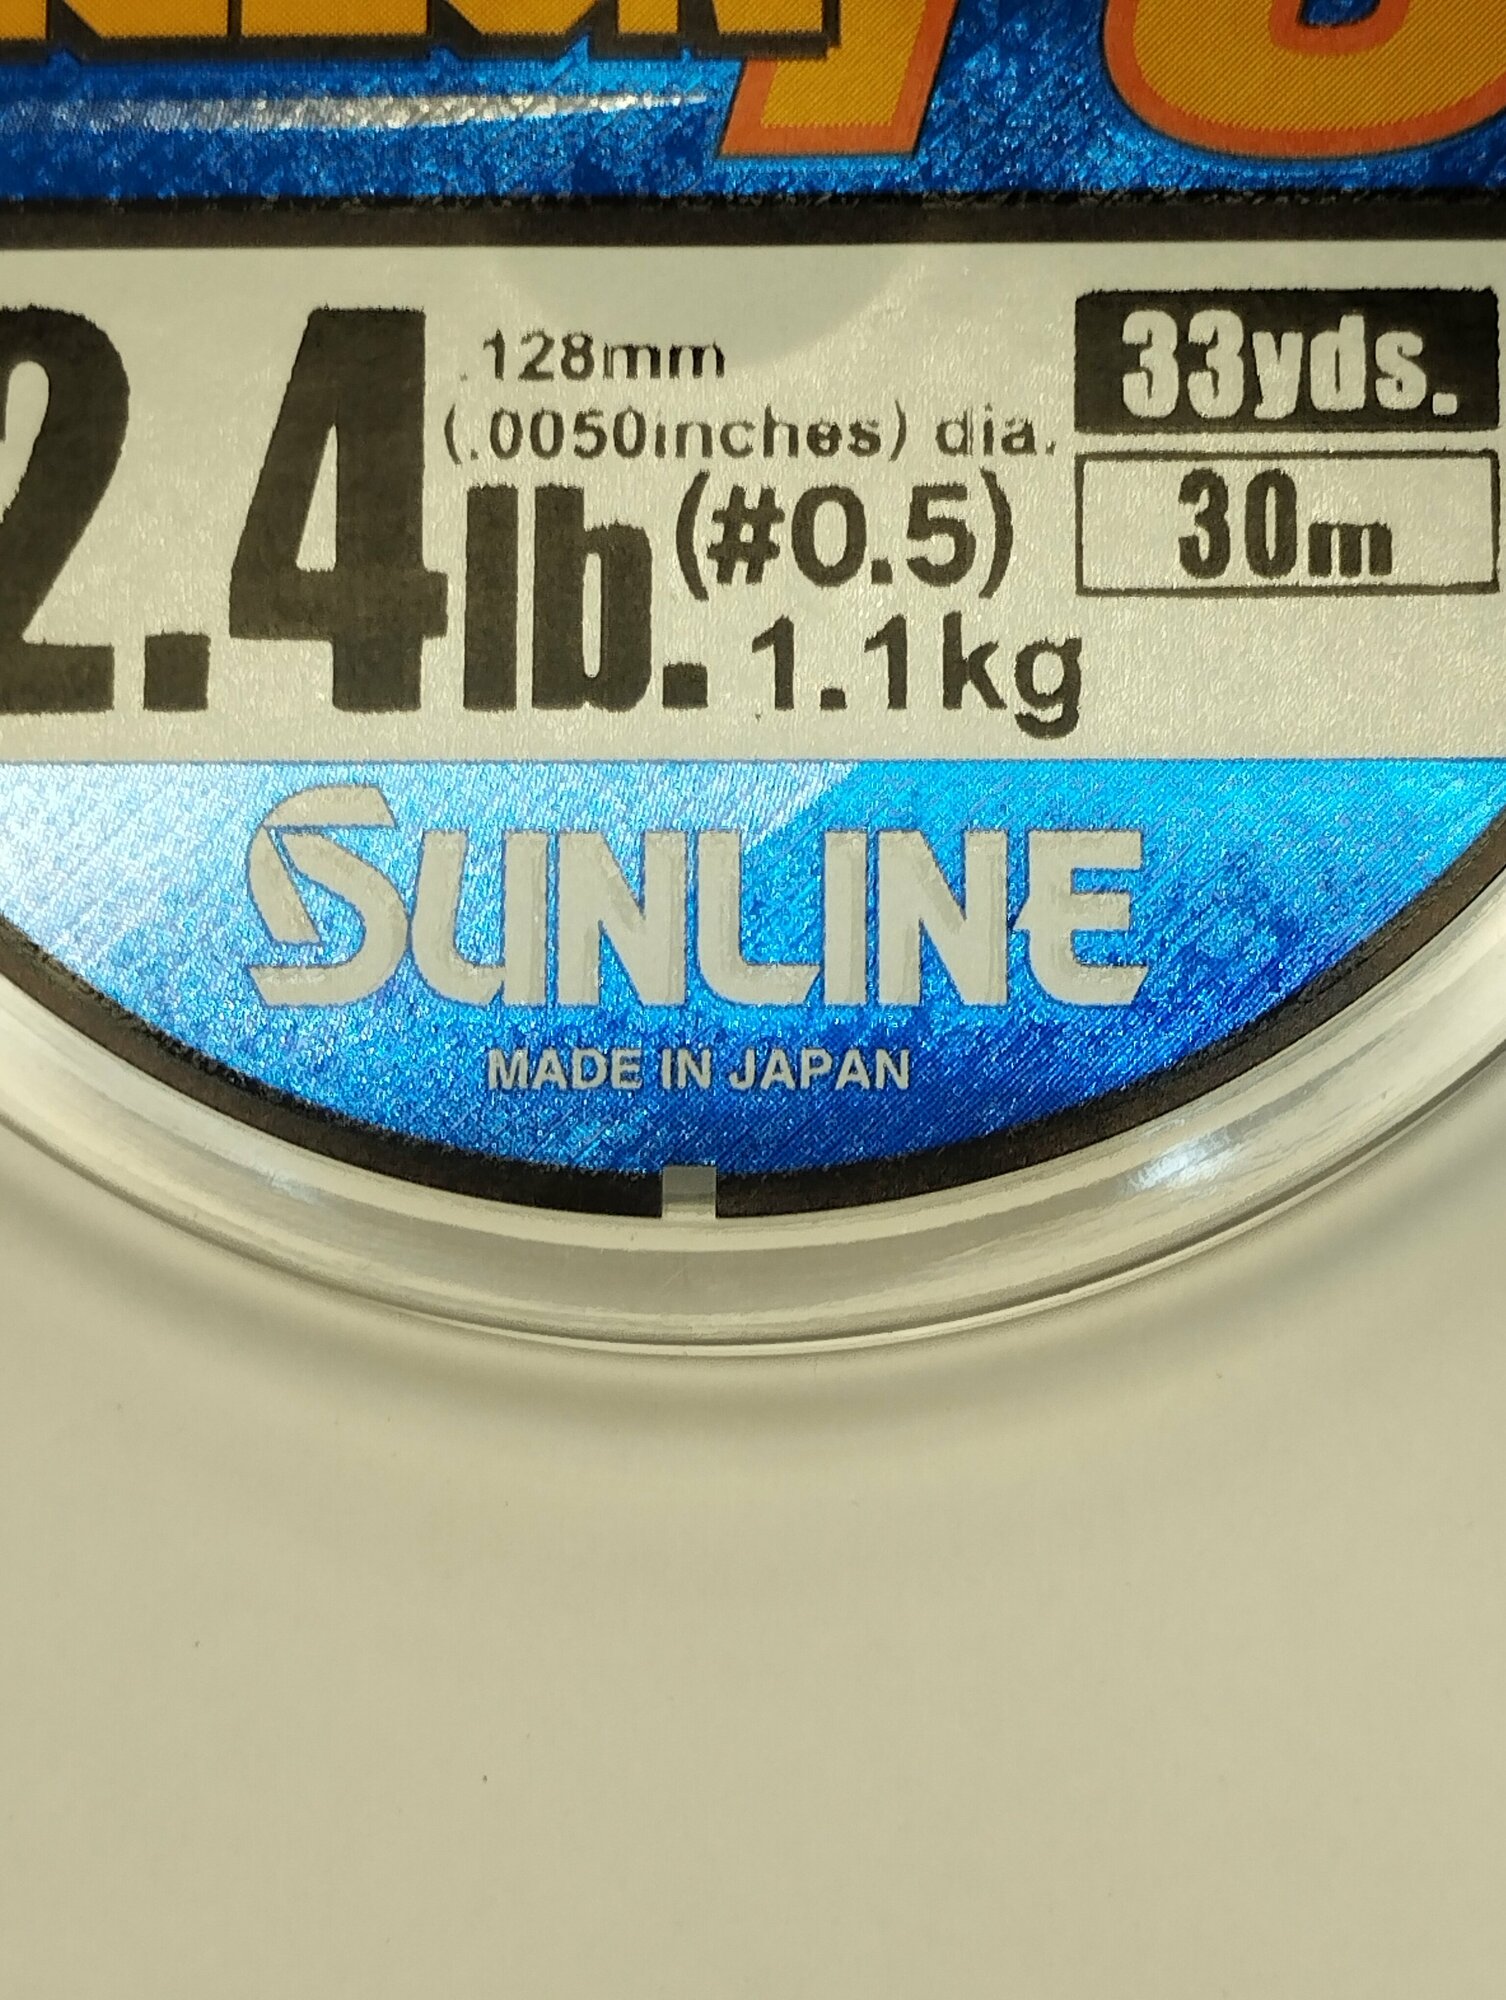 2.4lb.
.128mm
(.0050inches) dia.
(#0.5)
1.1kg
33yds.
30m
SUNLINE
MADE IN JAPAN